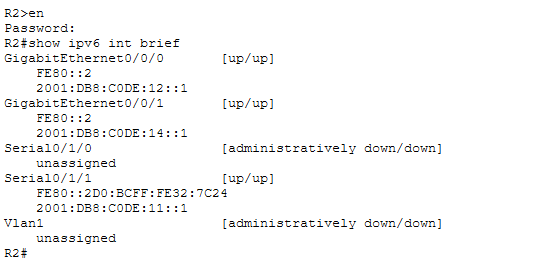 R2>en
Password:
R2#show ipv6 int brief
GigabitEthernet0/0/0 [up/up]
FE80::2
2001:DB8:C0DE:12::1
GigabitEthernet0/0/1 [up/up]
FE80::2
2001:DB8:C0DE:14::1
Serial0/1/0 [administratively down/down]
unassigned
Serial0/1/1 [up/up]
FE80::2D0:BCFF:FE32:7C24
2001:DB8:C0DE:11::1
Vlan1 [administratively down/down]
unassigned
R2#